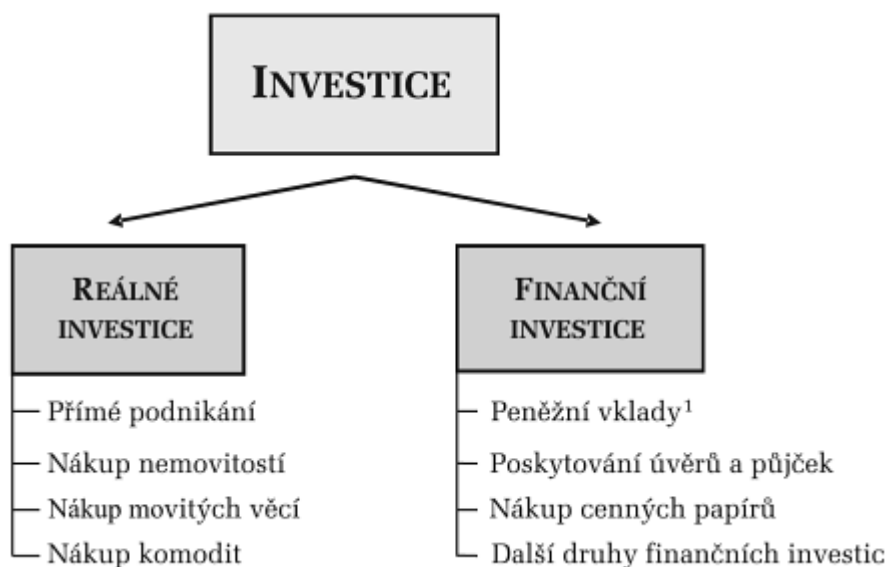 INVESTICE
REÁLNÉ
INVESTICE
Přímé podnikání
Nákup nemovitostí
Nákup movitých věcí
Nákup komodit
FINANČNÍ
INVESTICE
Peněžní vklady¹
Poskytování úvěrů a půjček
Nákup cenných papírů
Další druhy finančních investic